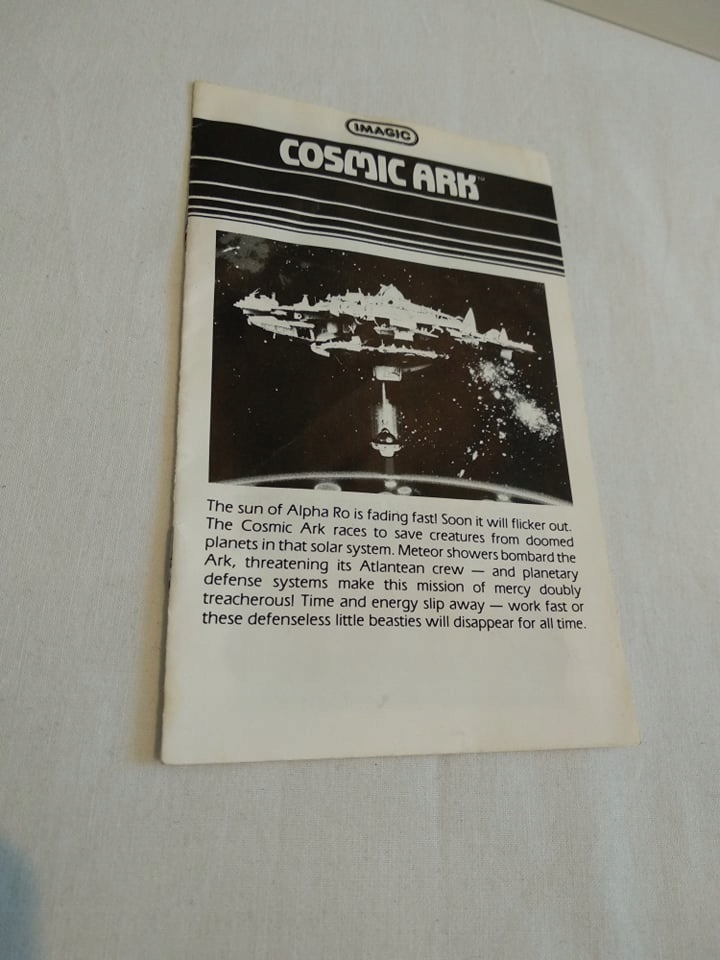 IMAGIC
COSMIC ARK™
The sun of Alpha Ro is fading fast! Soon it will flicker out.
The Cosmic Ark races to save creatures from doomed
planets in that solar system. Meteor showers bombard the
Ark, threatening its Atlantean crew — and planetary
defense systems make this mission of mercy doubly
treacherous! Time and energy slip away — work fast or
these defenseless little beasties will disappear for all time.